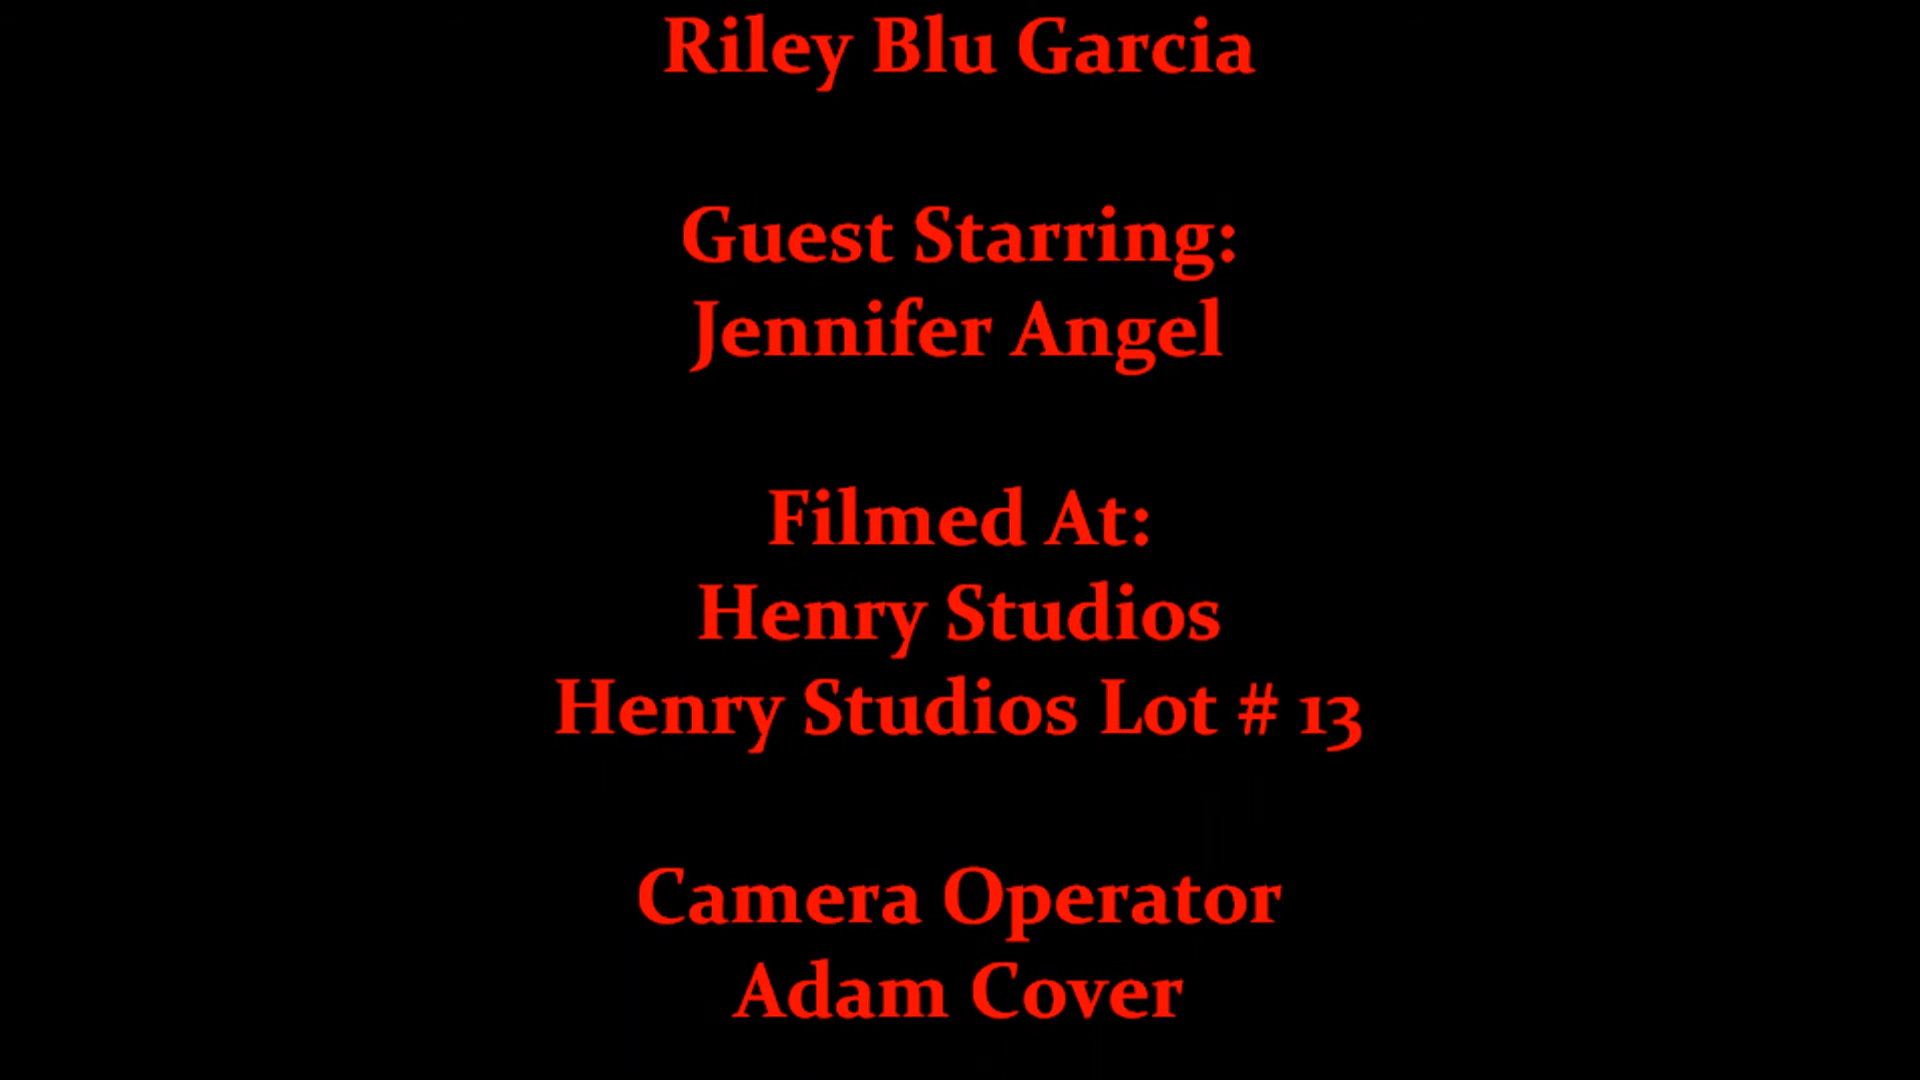 Riley Blu Garcia
Guest Starring:
Jennifer Angel
Filmed At:
Henry Studios
Henry Studios Lot # 13
Camera Operator
Adam Cover